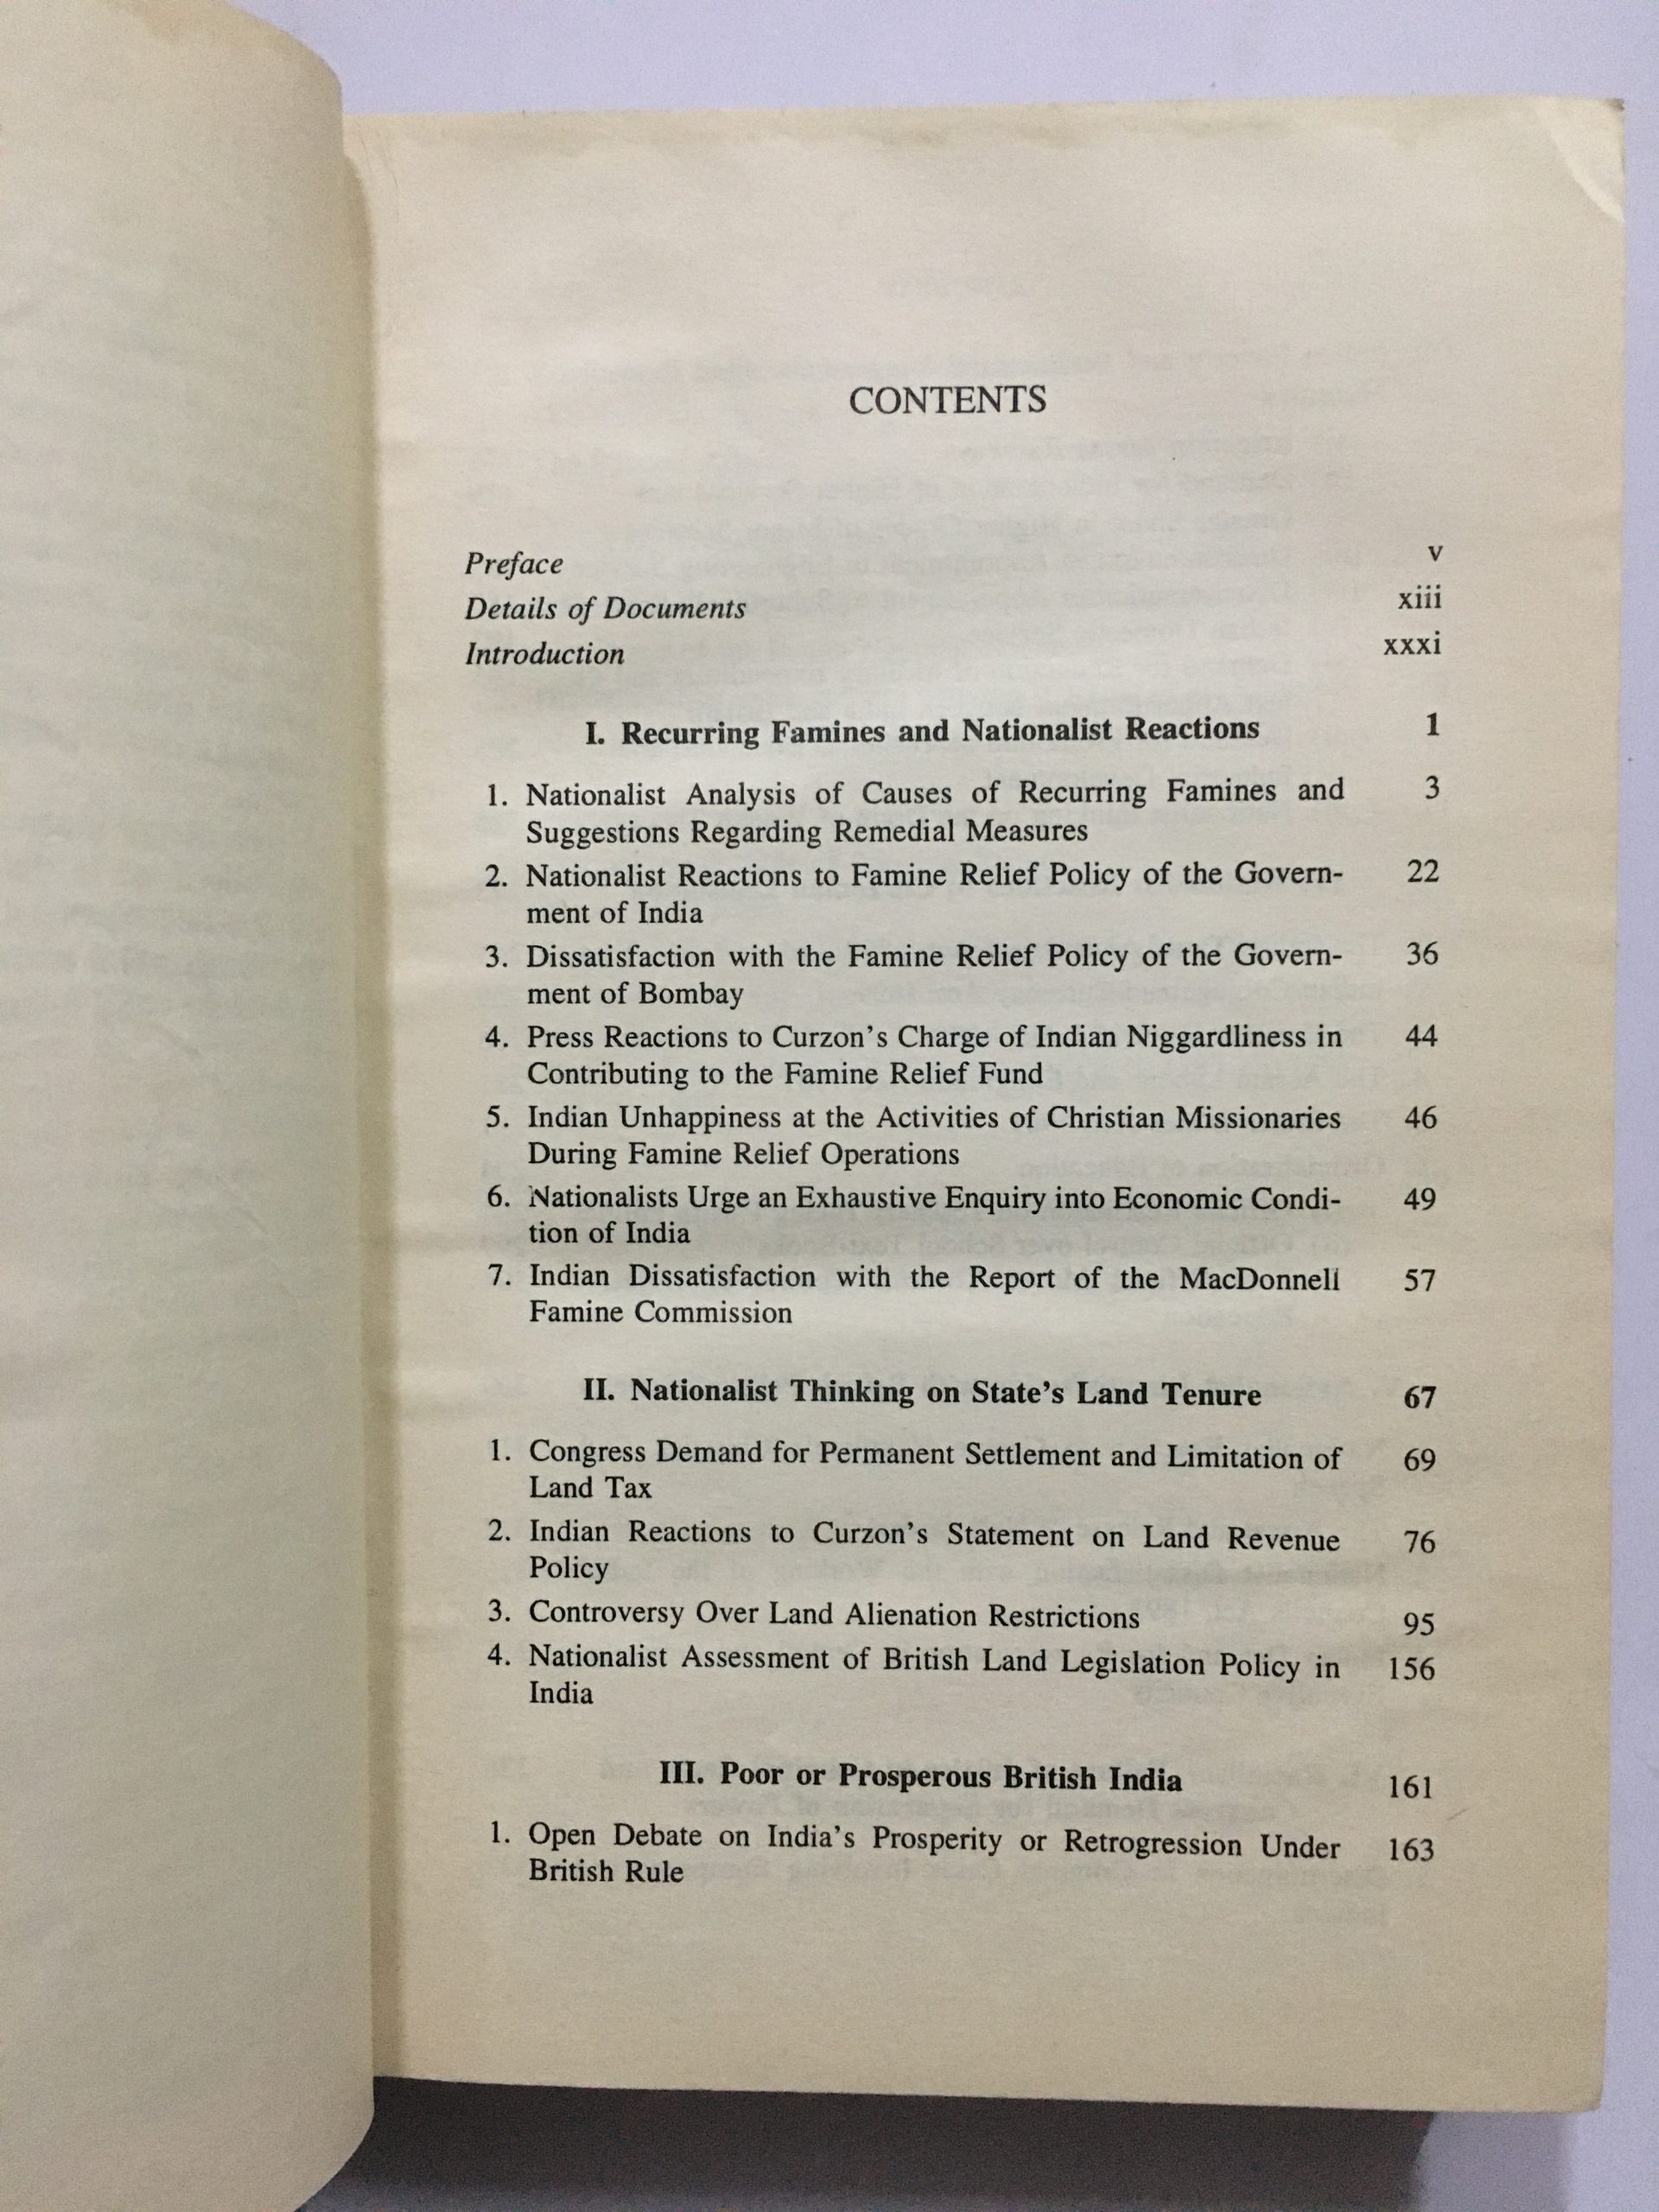 CONTENTS
Preface v
Details of Documents xiii
Introduction xxxi
I. Recurring Famines and Nationalist Reactions 1
1. Nationalist Analysis of Causes of Recurring Famines and 3
Suggestions Regarding Remedial Measures
2. Nationalist Reactions to Famine Relief Policy of the Govern- 22
ment of India
3. Dissatisfaction with the Famine Relief Policy of the Govern- 36
ment of Bombay
4. Press Reactions to Curzon's Charge of Indian Niggardliness in 44
Contributing to the Famine Relief Fund
5. Indian Unhappiness at the Activities of Christian Missionaries 46
During Famine Relief Operations
6. Nationalists Urge an Exhaustive Enquiry into Economic Condi- 49
tion of India
7. Indian Dissatisfaction with the Report of the MacDonnell 57
Famine Commission
II. Nationalist Thinking on State's Land Tenure 67
1. Congress Demand for Permanent Settlement and Limitation of 69
Land Tax
2. Indian Reactions to Curzon's Statement on Land Revenue 76
Policy
3. Controversy Over Land Alienation Restrictions 95
4. Nationalist Assessment of British Land Legislation Policy in 156
India
III. Poor or Prosperous British India 161
1. Open Debate on India's Prosperity or Retrogression Under 163
British Rule